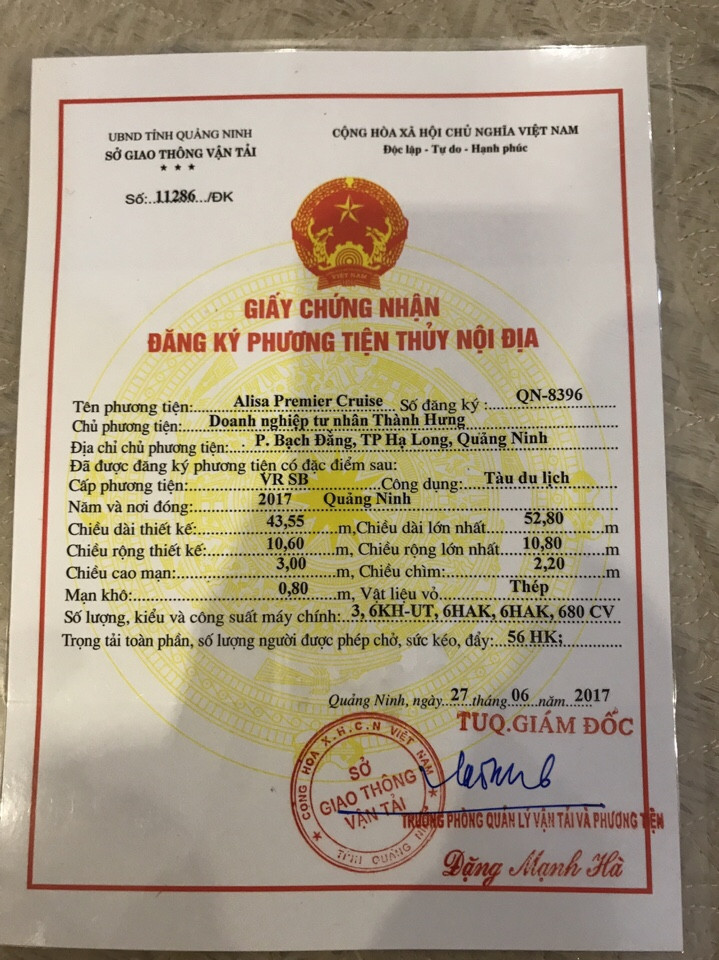 UBND TỈNH QUẢNG NINH
SỞ GIAO THÔNG VẬN TẢI
★ ★ ★
Số:..11286.../ĐK
CỘNG HÒA XÃ HỘI CHỦ NGHĨA VIỆT NAM
Độc lập - Tự do - Hạnh phúc
VIỆT NAM
GIẤY CHỨNG NHẬN
ĐĂNG KÝ PHƯƠNG TIỆN THỦY NỘI ĐỊA
Tên phương tiện: Alisa Premier Cruise Số đăng ký : QN-8396
Chủ phương tiện: Doanh nghiệp tư nhân Thành Hưng
Địa chỉ chủ phương tiện: P. Bạch Đằng, TP Hạ Long, Quảng Ninh
Đã được đăng ký phương tiện có đặc điểm sau:
Cấp phương tiện: VR SB Công dụng: Tàu du lịch
Năm và nơi đóng: 2017 Quảng Ninh
Chiều dài thiết kế: 43,55 m, Chiều dài lớn nhất 52,80 m
Chiều rộng thiết kế: 10,60 m, Chiều rộng lớn nhất 10,80 m
Chiều cao mạn: 3,00 m, Chiều chìm: 2,20 m
Mạn khô: 0,80 m, Vật liệu vỏ Thép
Số lượng, kiểu và công suất máy chính: 3, 6KH-UT, 6HAK, 6HAK, 680 CV
Trọng tải toàn phần, số lượng người được phép chở, sức kéo, đẩy: 56 HK;
Quảng Ninh, ngày 27 tháng 06 năm 2017
TUQ.GIÁM ĐỐC
CỘNG HÒA X.H.C.N VIỆT NAM
SỞ
GIAO THÔNG
VẬN TẢI
TỈNH QUẢNG NINH
TRƯỞNG PHÒNG QUẢN LÝ VẬN TẢI VÀ PHƯƠNG TIỆN
Đặng Mạnh Hà